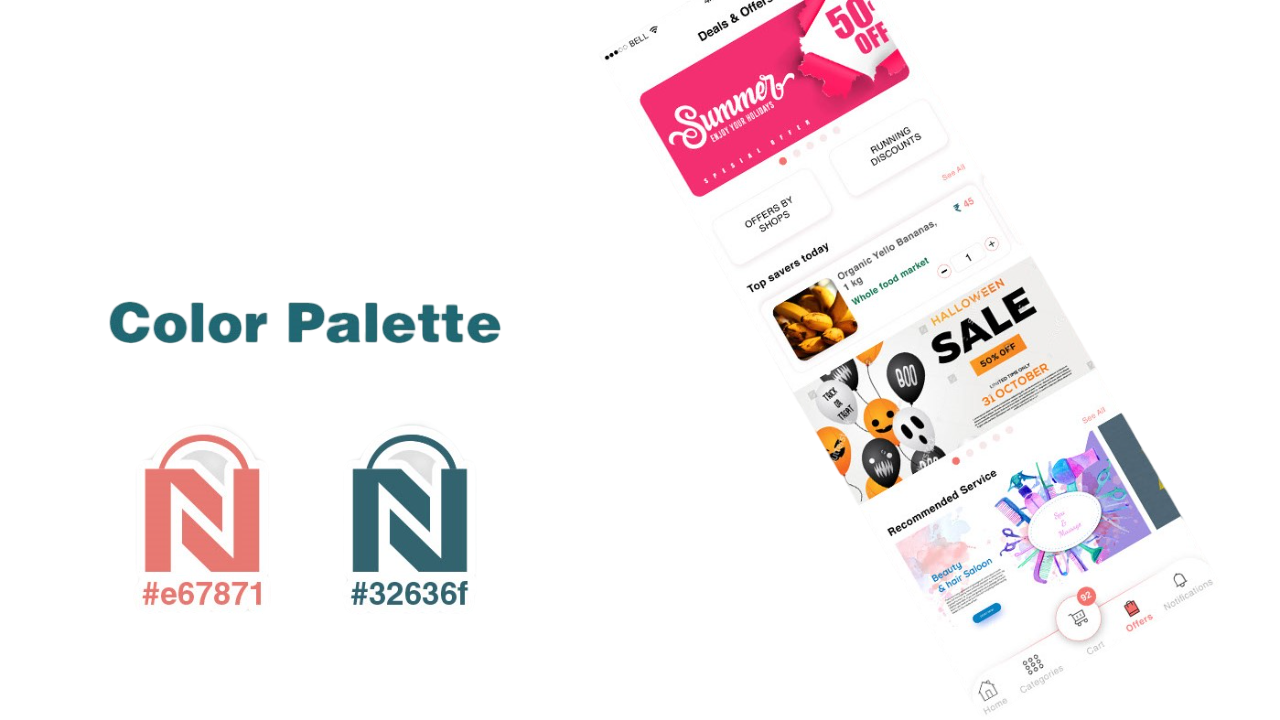 Color Palette
#e67871
#32636f
BELL
Deals & Offers
50%
OFF
Summer
ENJOY YOUR HOLIDAYS
SPESIAL OFFER
OFFERS BY
SHOPS
RUNNING
DISCOUNTS
Top savers today
See All
Organic Yello Bananas,
1 kg
₹ 45
Whole food market
1
HALLOWEEN
SALE
50% OFF
LIMITED TIME ONLY
31 OCTOBER
TRICK
OR
TREAT
BOO
Recommended Service
See All
Beauty
& hair Saloon
Spa
&
Massage
92
Home
Categories
Cart
Offers
Notifications